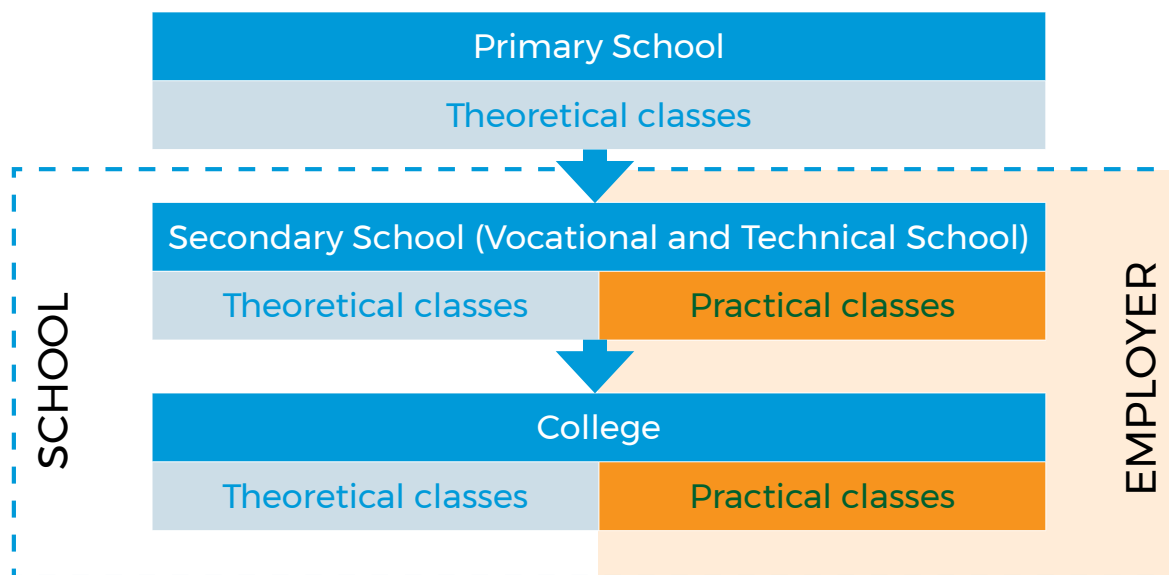 Primary School
Theoretical classes
Secondary School (Vocational and Technical School)
Theoretical classes
Practical classes
College
Theoretical classes
Practical classes
SCHOOL
EMPLOYER